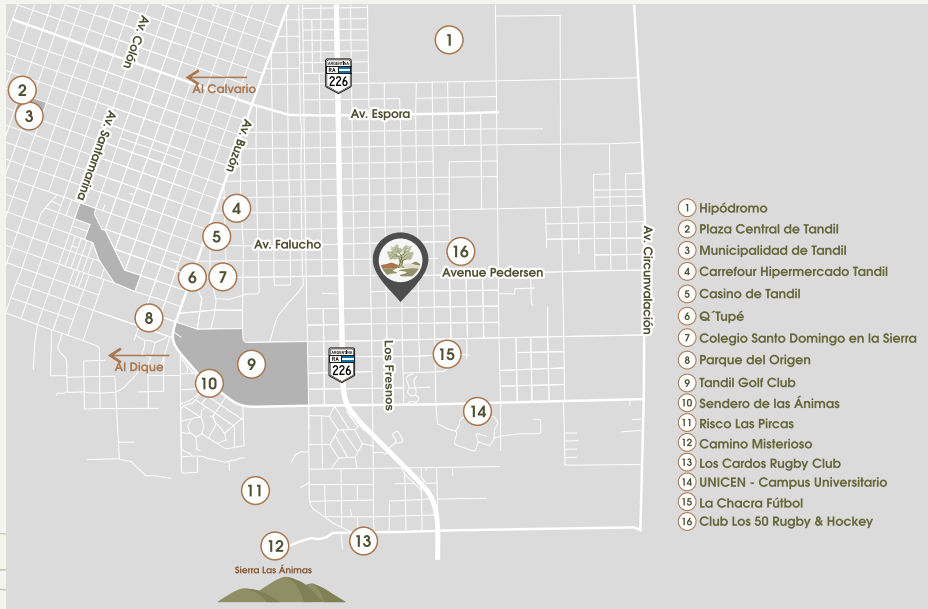 1
Av. Colón
ARGENTINA
RA
226
Al Calvario
2
3
Av. Espora
Av. Santamarina
Av. Buzón
4
5
Av. Falucho
16
Avenue Pedersen
6
7
Av. Circunvalación
8
Al Dique
9
10
ARGENTINA
RA
226
Los Fresnos
15
14
11
12
13
Sierra Las Ánimas
1 Hipódromo
2 Plaza Central de Tandil
3 Municipalidad de Tandil
4 Carrefour Hipermercado Tandil
5 Casino de Tandil
6 Q´Tupé
7 Colegio Santo Domingo en la Sierra
8 Parque del Origen
9 Tandil Golf Club
10 Sendero de las Ánimas
11 Risco Las Pircas
12 Camino Misterioso
13 Los Cardos Rugby Club
14 UNICEN - Campus Universitario
15 La Chacra Fútbol
16 Club Los 50 Rugby & Hockey